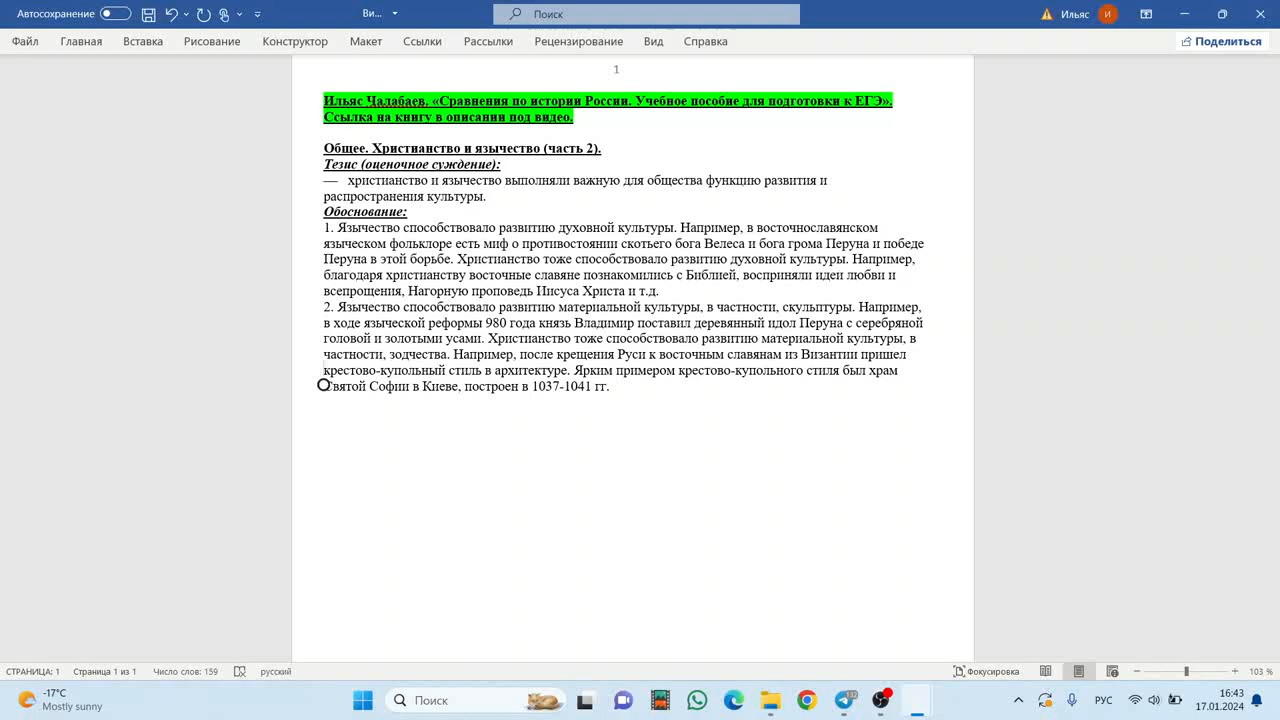 Автосохранение
Поиск
Ильяс
И
Файл
Главная
Вставка
Рисование
Конструктор
Макет
Ссылки
Рассылки
Рецензирование
Вид
Справка
Поделиться
1
Ильяс Чалабаев. «Сравнения по истории России. Учебное пособие для подготовки к ЕГЭ».
Ссылка на книгу в описании под видео.
Общее. Христианство и язычество (часть 2).
Тезис (оценочное суждение):
— христианство и язычество выполняли важную для общества функцию развития и
распространения культуры.
Обоснование:
1. Язычество способствовало развитию духовной культуры. Например, в восточнославянском
языческом фольклоре есть миф о противостоянии скотьего бога Велеса и бога грома Перуна и победе
Перуна в этой борьбе. Христианство тоже способствовало развитию духовной культуры. Например,
благодаря христианству восточные славяне познакомились с Библией, восприняли идеи любви и
всепрощения, Нагорную проповедь Иисуса Христа и т.д.
2. Язычество способствовало развитию материальной культуры, в частности, скульптуры. Например,
в ходе языческой реформы 980 года князь Владимир поставил деревянный идол Перуна с серебряной
головой и золотыми усами. Христианство тоже способствовало развитию материальной культуры, в
частности, зодчества. Например, после крещения Руси к восточным славянам из Византии пришел
крестово-купольный стиль в архитектуре. Ярким примером крестово-купольного стиля был храм
Святой Софии в Киеве, построен в 1037-1041 гг.
СТРАНИЦА: 1
Страница 1 из 1
Число слов: 159
русский
Фокусировка
103 %
-17°C
Mostly sunny
Поиск
РУС
16:43
17.01.2024